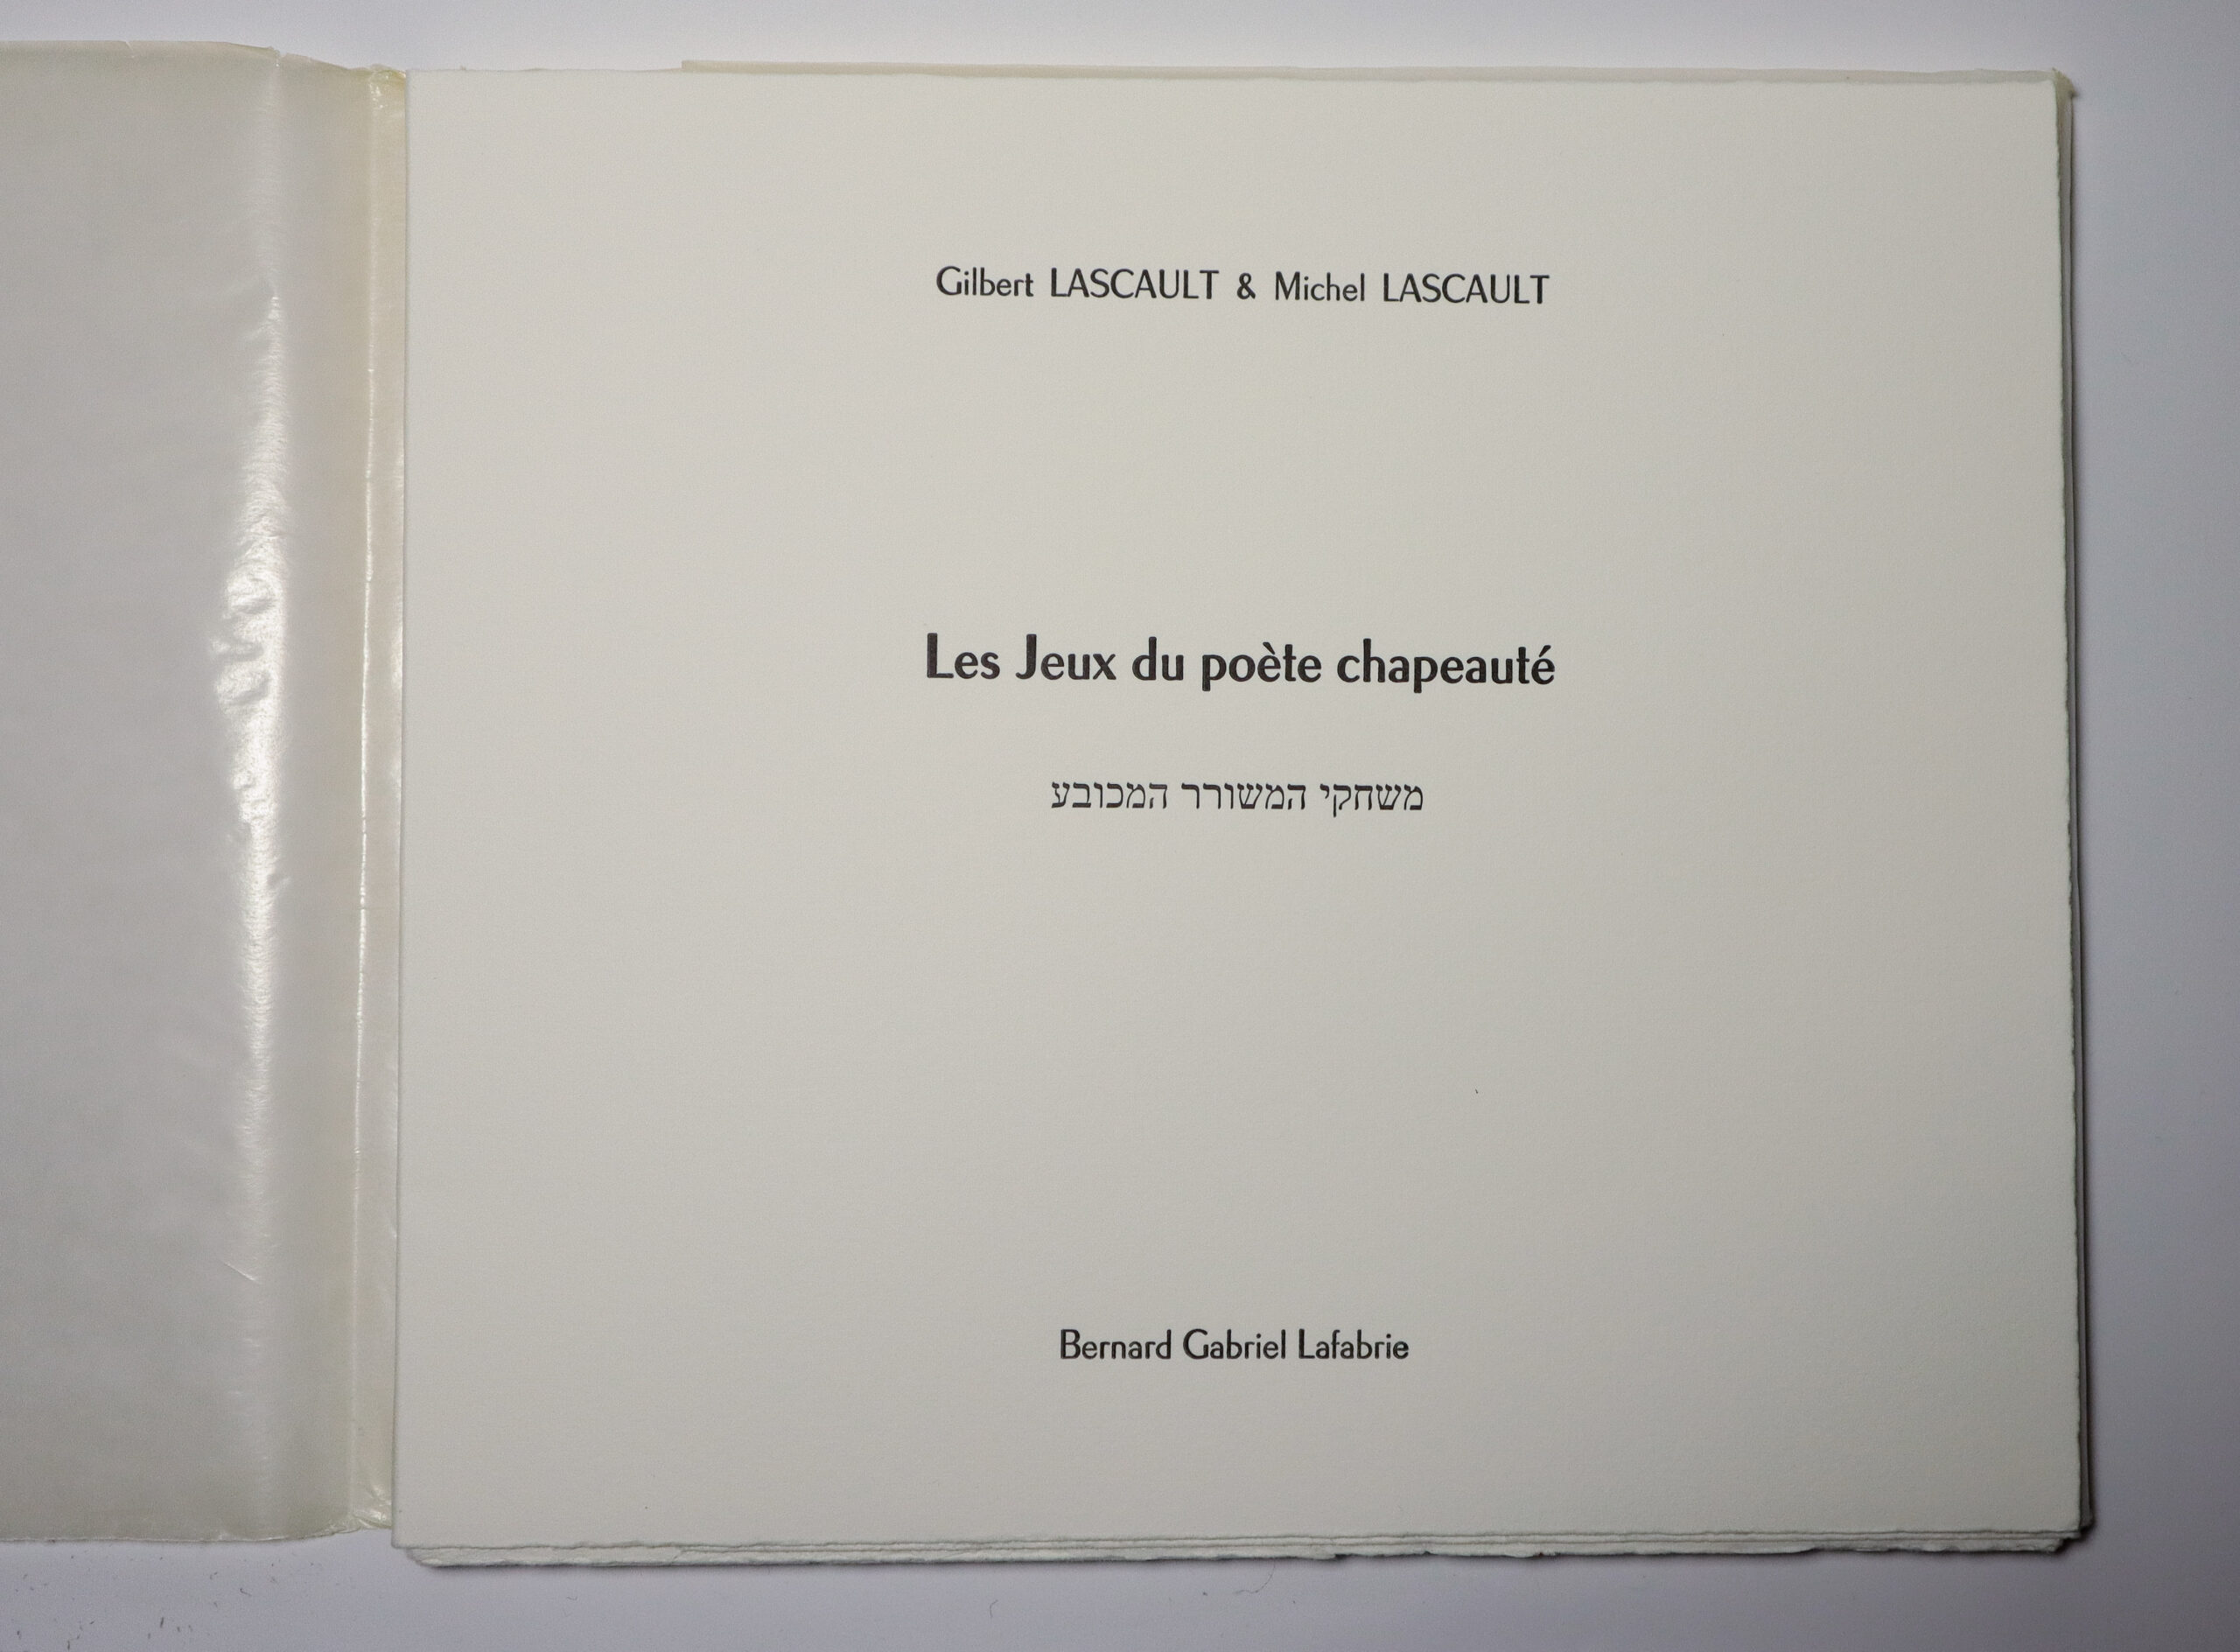 Gilbert LASCAULT & Michel LASCAULT
Les Jeux du poète chapeauté
משחקי המשורר המכובע
Bernard Gabriel Lafabrie